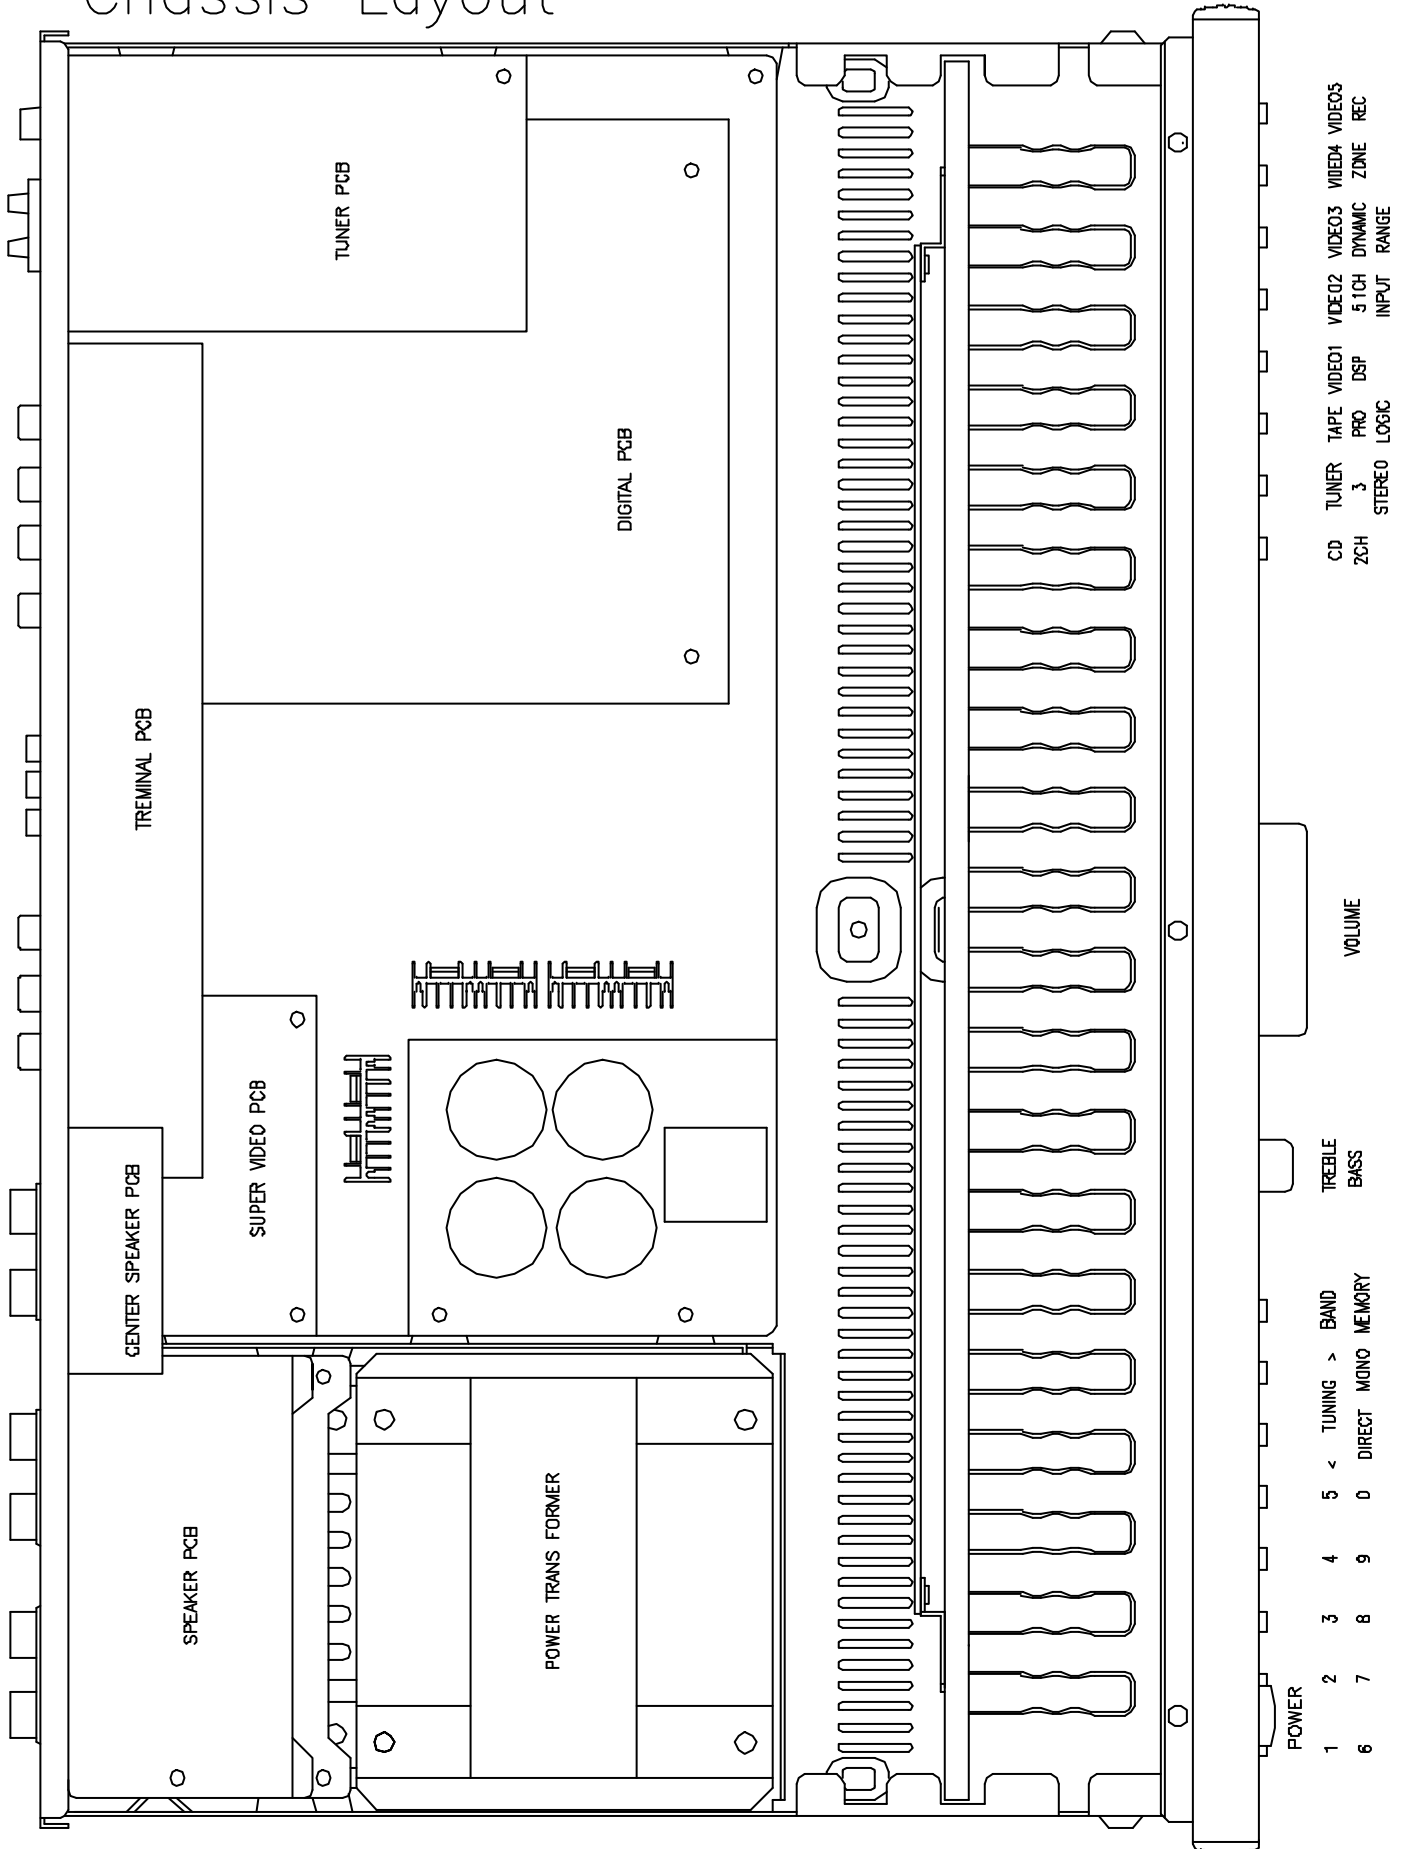 Chassis Layout
TUNER PCB
DIGITAL PCB
TREMINAL PCB
SUPER VIDEO PCB
CENTER SPEAKER PCB
SPEAKER PCB
POWER TRANS FORMER
POWER
1 2 3 4 5 < TUNING > BAND
6 7 8 9 0 DIRECT MONO MEMORY
TREBLE
BASS
VOLUME
CD TUNER TAPE VIDEO1 VIDEO2 VIDEO3 VIDEO4 VIDEO5
2CH 3 PRO DSP 5 1CH DYNAMIC ZONE REC
STEREO LOGIC INPUT RANGE